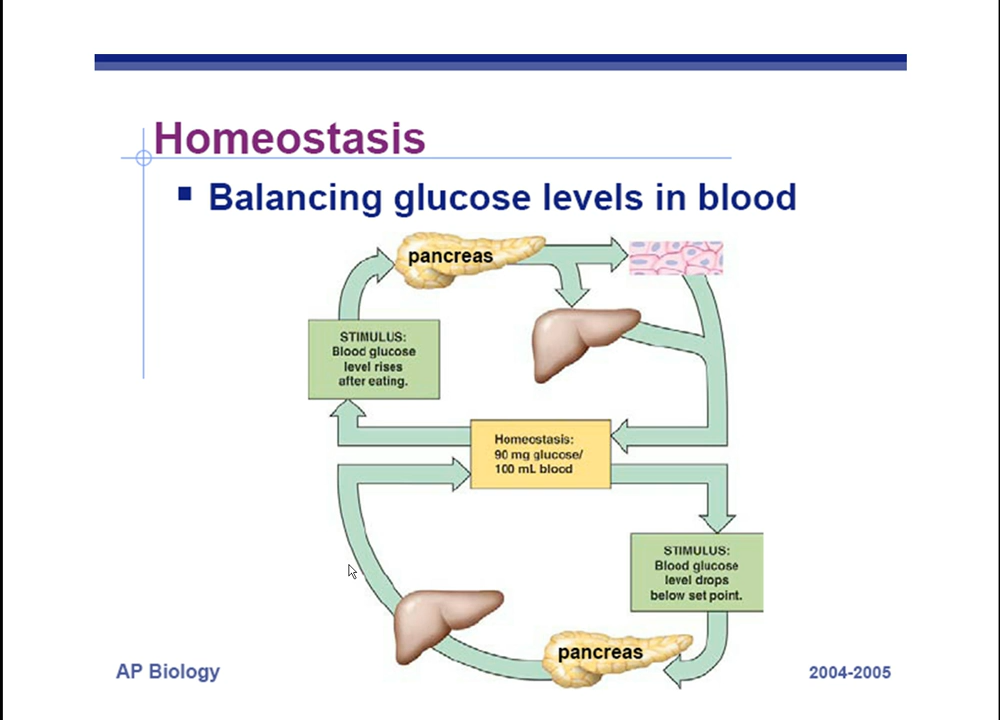 Homeostasis
Balancing glucose levels in blood
pancreas
STIMULUS:
Blood glucose
level rises
after eating.
Homeostasis:
90 mg glucose/
100 mL blood
STIMULUS:
Blood glucose
level drops
below set point.
pancreas
AP Biology
2004-2005